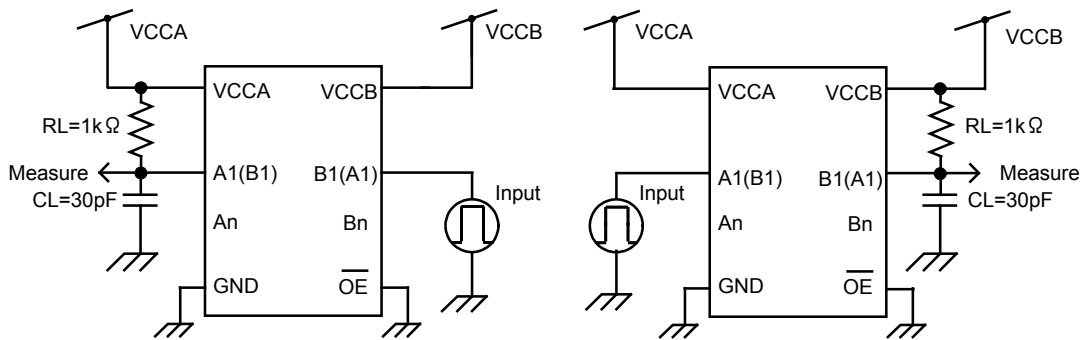 VCCA
VCCB
VCCA VCCB
RL=1kΩ
Measure
A1(B1) B1(A1)
Input
CL=30pF
An Bn
GND OE
VCCA
VCCB
VCCA VCCB
RL=1kΩ
Input
A1(B1) B1(A1)
Measure
CL=30pF
An Bn
GND OE